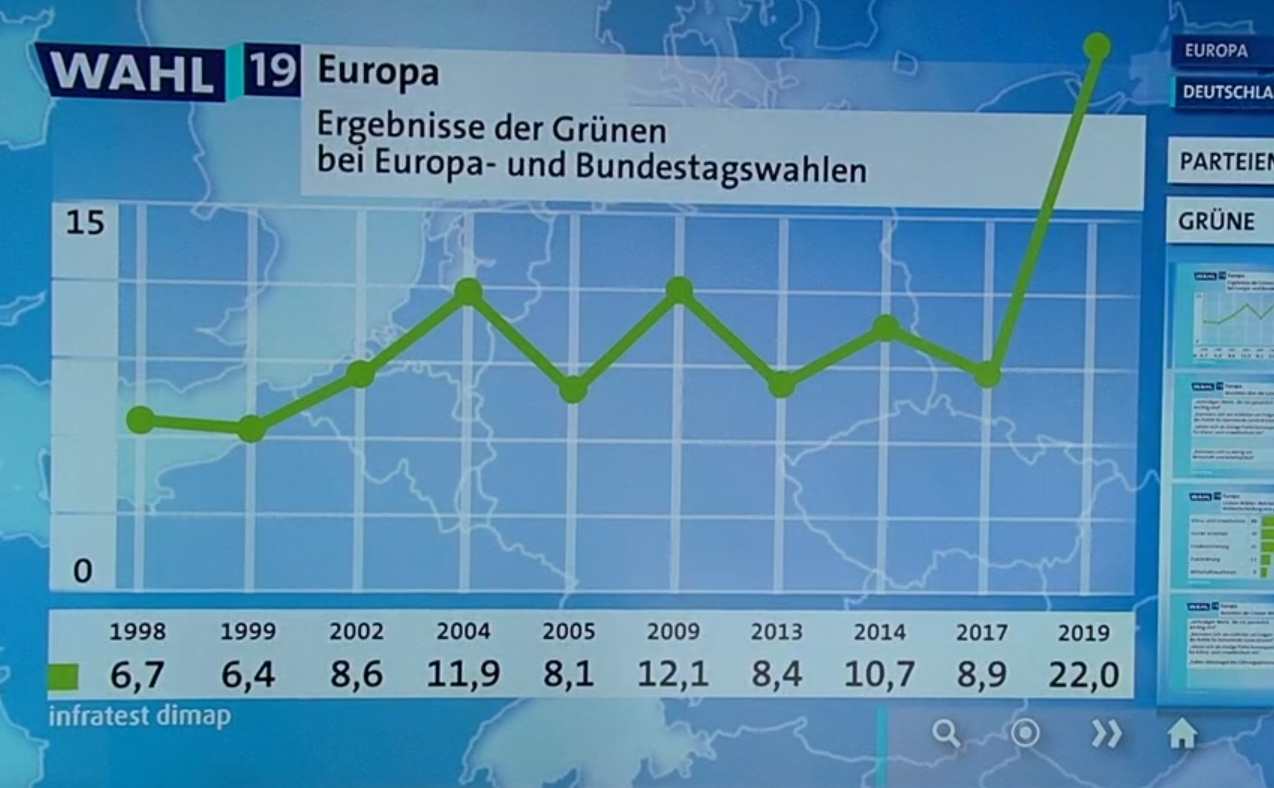 WAHL 19 Europa
Ergebnisse der Grünen
bei Europa- und Bundestagswahlen
15
0
1998 1999 2002 2004 2005 2009 2013 2014 2017 2019
6,7 6,4 8,6 11,9 8,1 12,1 8,4 10,7 8,9 22,0
infratest dimap
EUROPA
DEUTSCHLA
PARTEIEN
GRÜNE